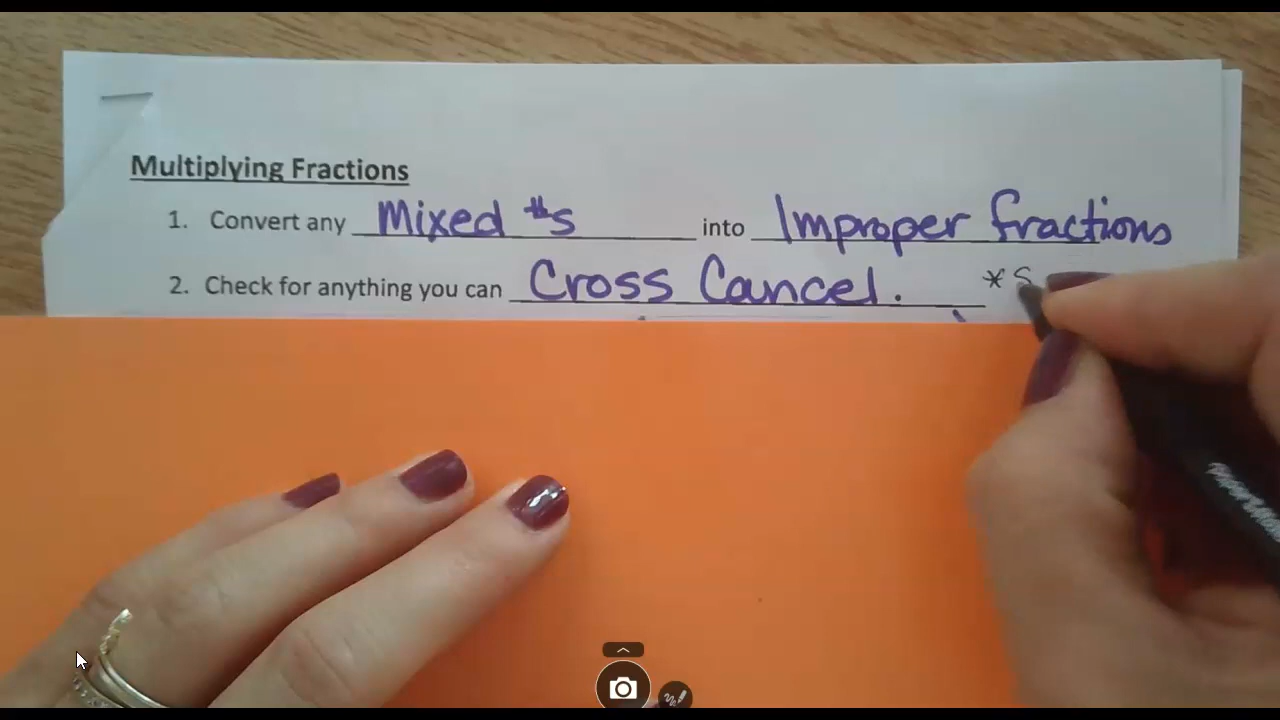 Multiplying Fractions
1. Convert any Mixed #s into Improper fractions
2. Check for anything you can Cross Cancel. *S